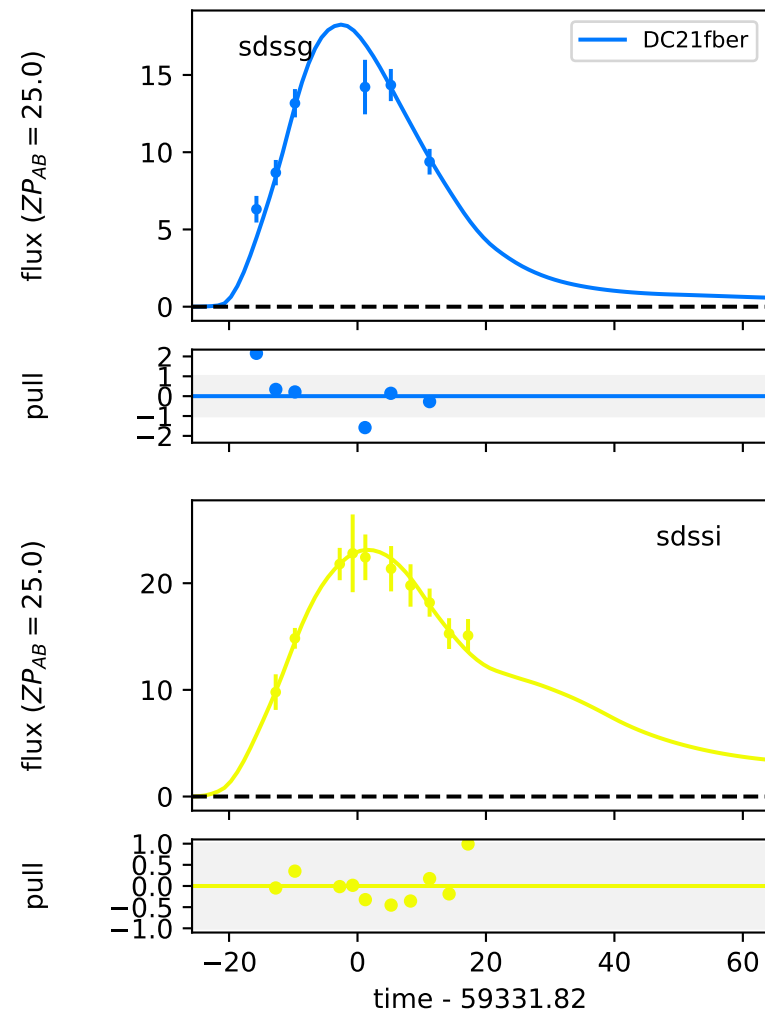 sdssg
DC21fber
flux ($ZP_{AB} = 25.0$)
15
10
5
0
pull
2
1
0
−1
−2
sdssi
flux ($ZP_{AB} = 25.0$)
20
10
0
pull
1.0
0.5
0.0
−0.5
−1.0
−20 0 20 40 60
time - 59331.82